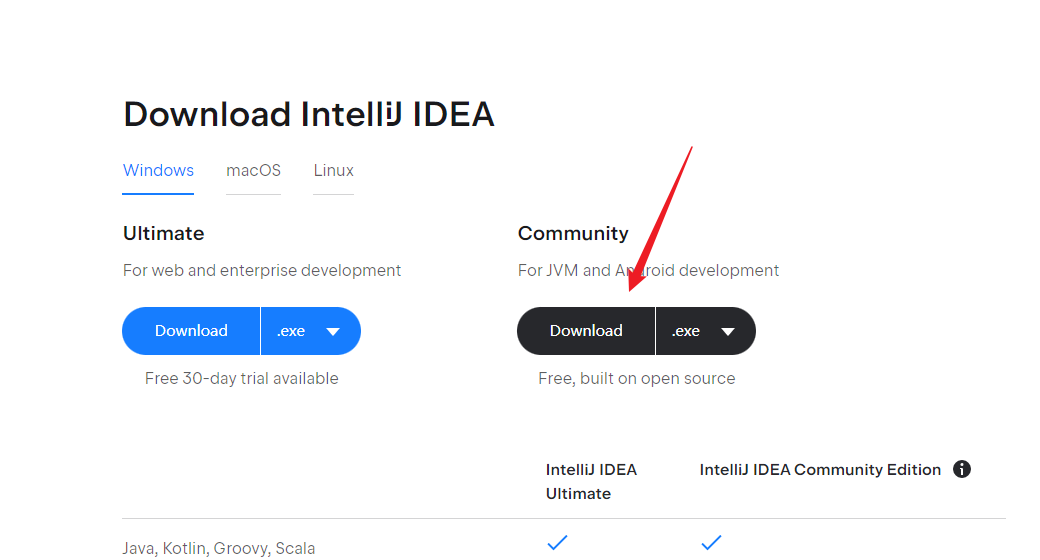 Download IntelliJ IDEA
Windows macOS Linux
Ultimate
For web and enterprise development
Download .exe
Free 30-day trial available
Community
For JVM and Android development
Download .exe
Free, built on open source
IntelliJ IDEA
Ultimate
IntelliJ IDEA Community Edition
Java, Kotlin, Groovy, Scala